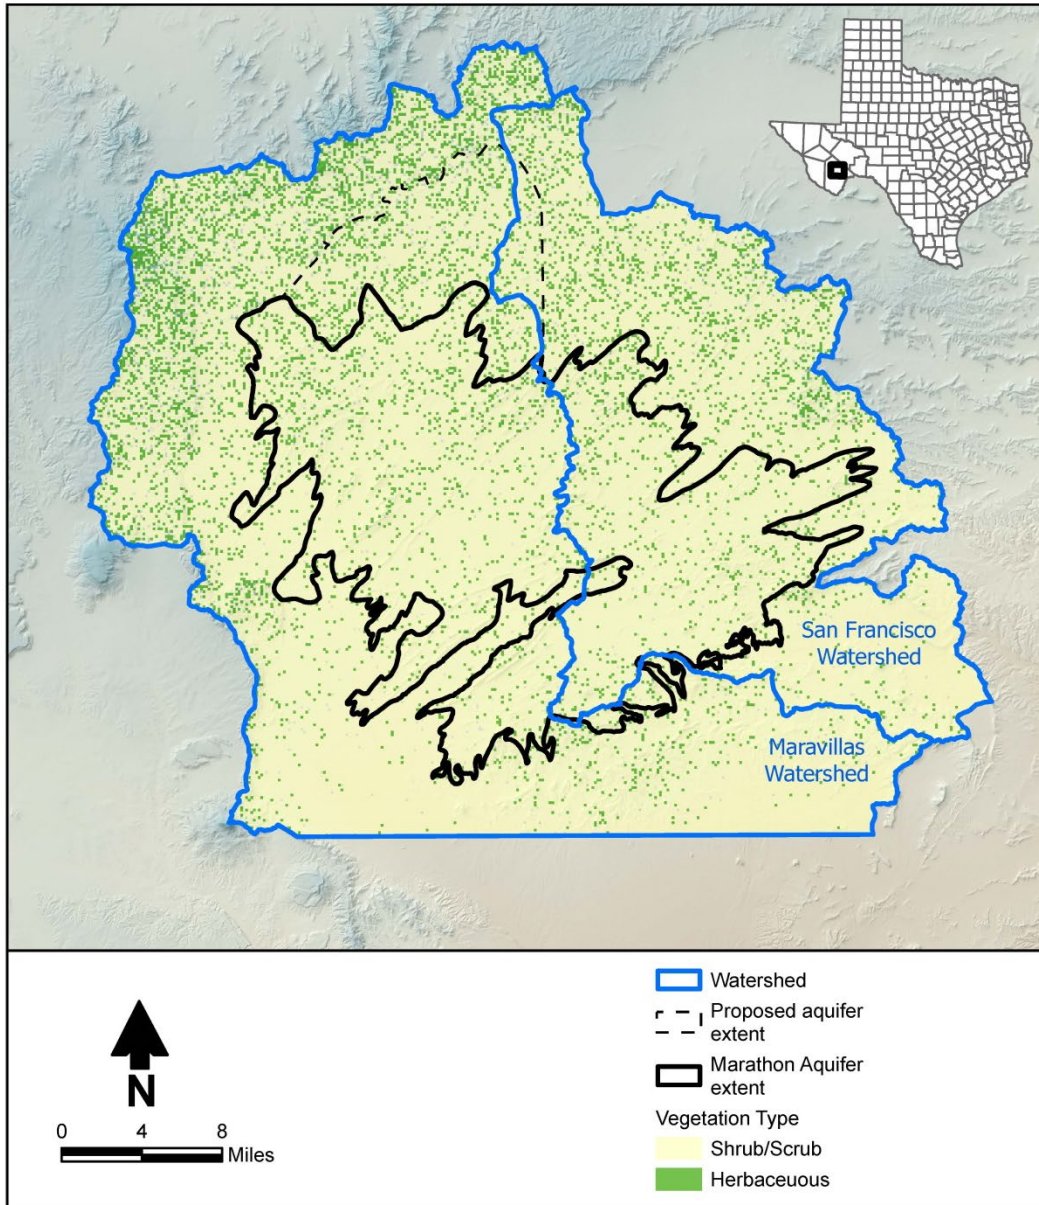 San Francisco
Watershed
Maravillas
Watershed
N
0 4 8
Miles
Watershed
Proposed aquifer
extent
Marathon Aquifer
extent
Vegetation Type
Shrub/Scrub
Herbaceuous